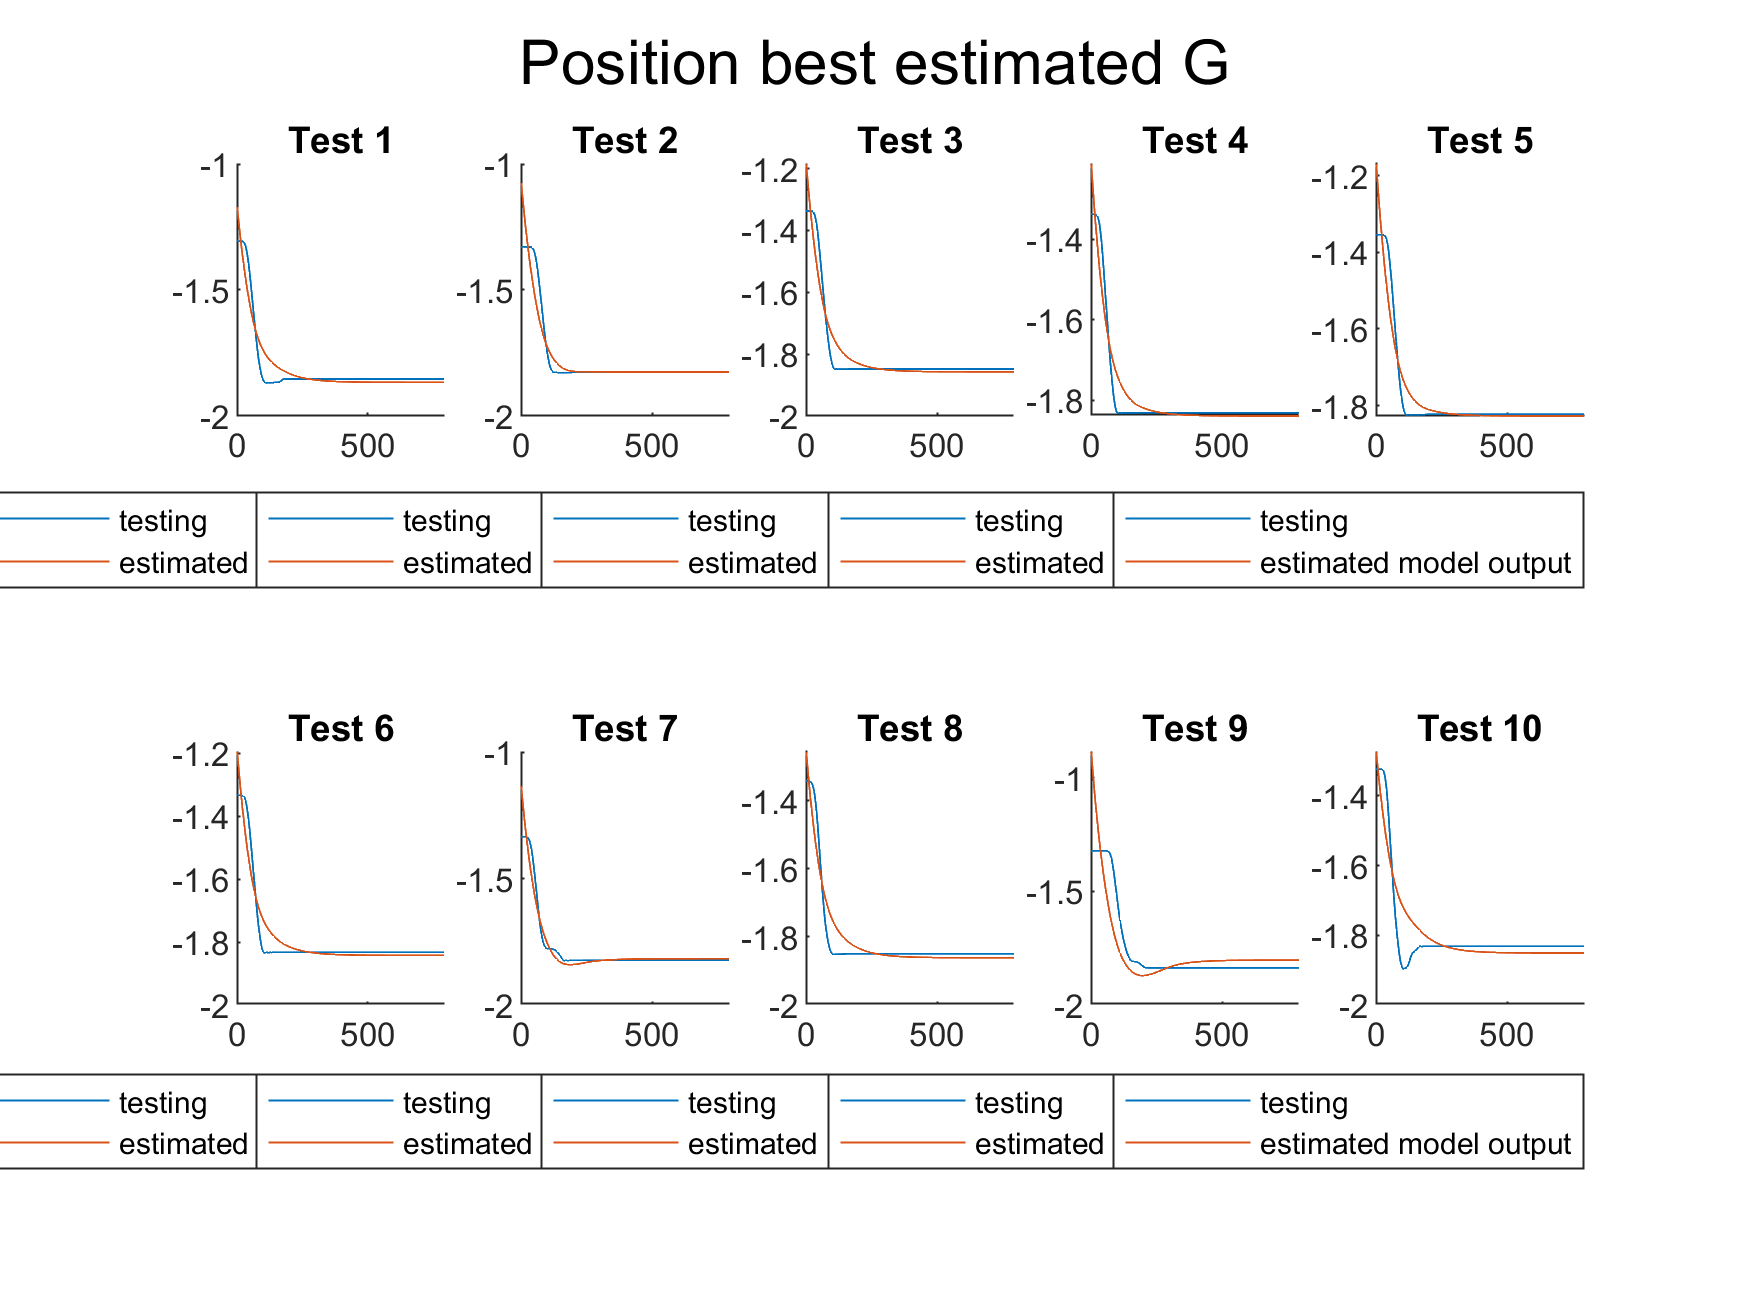 Position best estimated G
Test 1 Test 2 Test 3 Test 4 Test 5
-1 -1.5 -2 0 500
-1 -1.5 -2 0 500
-1.2 -1.4 -1.6 -1.8 -2 0 500
-1.4 -1.6 -1.8 0 500
-1.2 -1.4 -1.6 -1.8 0 500
testing testing testing testing testing
estimated estimated estimated estimated estimated model output
Test 6 Test 7 Test 8 Test 9 Test 10
-1.2 -1.4 -1.6 -1.8 -2 0 500
-1 -1.5 -2 0 500
-1.4 -1.6 -1.8 -2 0 500
-1 -1.5 -2 0 500
-1.4 -1.6 -1.8 -2 0 500
testing testing testing testing testing
estimated estimated estimated estimated estimated model output